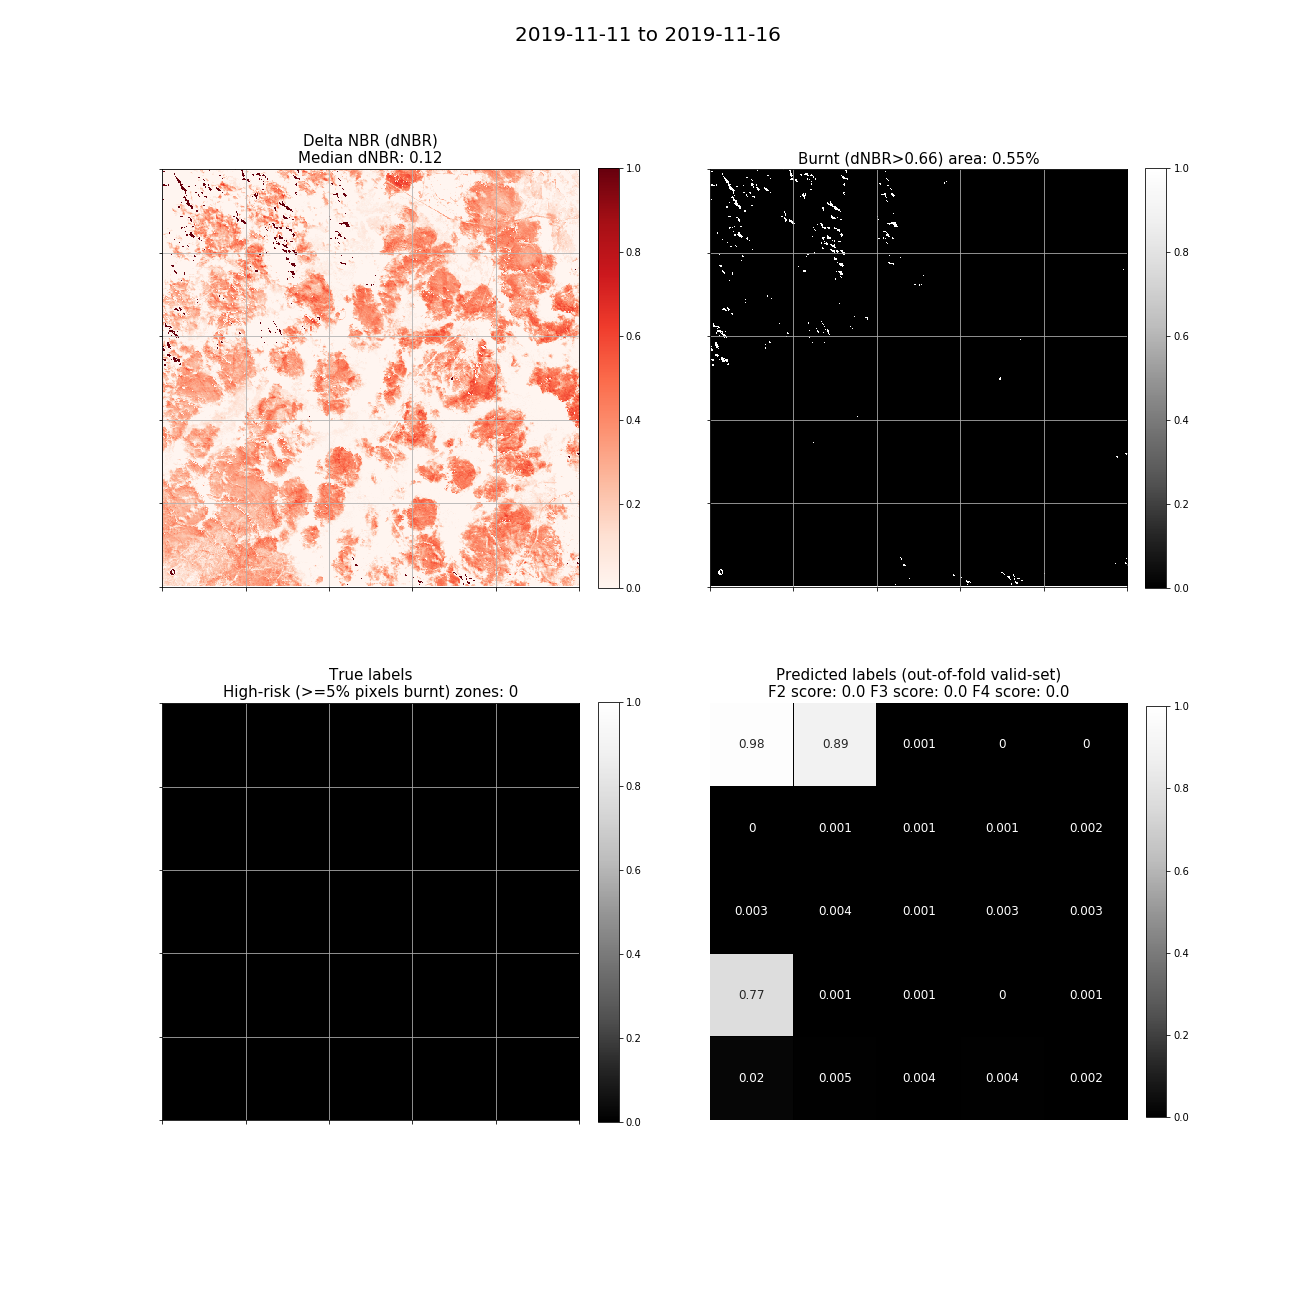 2019-11-11 to 2019-11-16
Delta NBR (dNBR)
Median dNBR: 0.12
1.0
0.8
0.6
0.4
0.2
0.0
Burnt (dNBR>0.66) area: 0.55%
1.0
0.8
0.6
0.4
0.2
0.0
True labels
High-risk (>=5% pixels burnt) zones: 0
1.0
0.8
0.6
0.4
0.2
0.0
Predicted labels (out-of-fold valid-set)
F2 score: 0.0 F3 score: 0.0 F4 score: 0.0
0.98 0.89 0.001 0 0
0 0.001 0.001 0.001 0.002
0.003 0.004 0.001 0.003 0.003
0.77 0.001 0.001 0 0.001
0.02 0.005 0.004 0.004 0.002
1.0
0.8
0.6
0.4
0.2
0.0